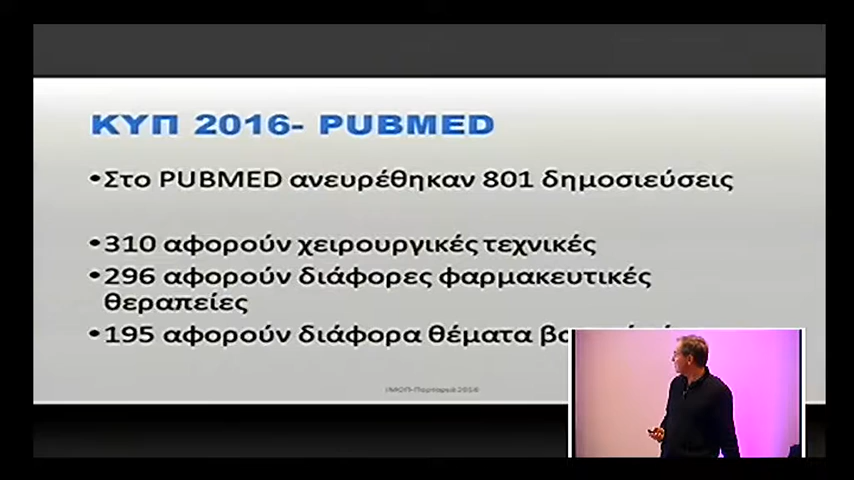 ΚΥΠ 2016- PUBMED
•Στο PUBMED ανευρέθηκαν 801 δημοσιεύσεις
•310 αφορούν χειρουργικές τεχνικές
•296 αφορούν διάφορες φαρμακευτικές
θεραπείες
•195 αφορούν διάφορα θέματα